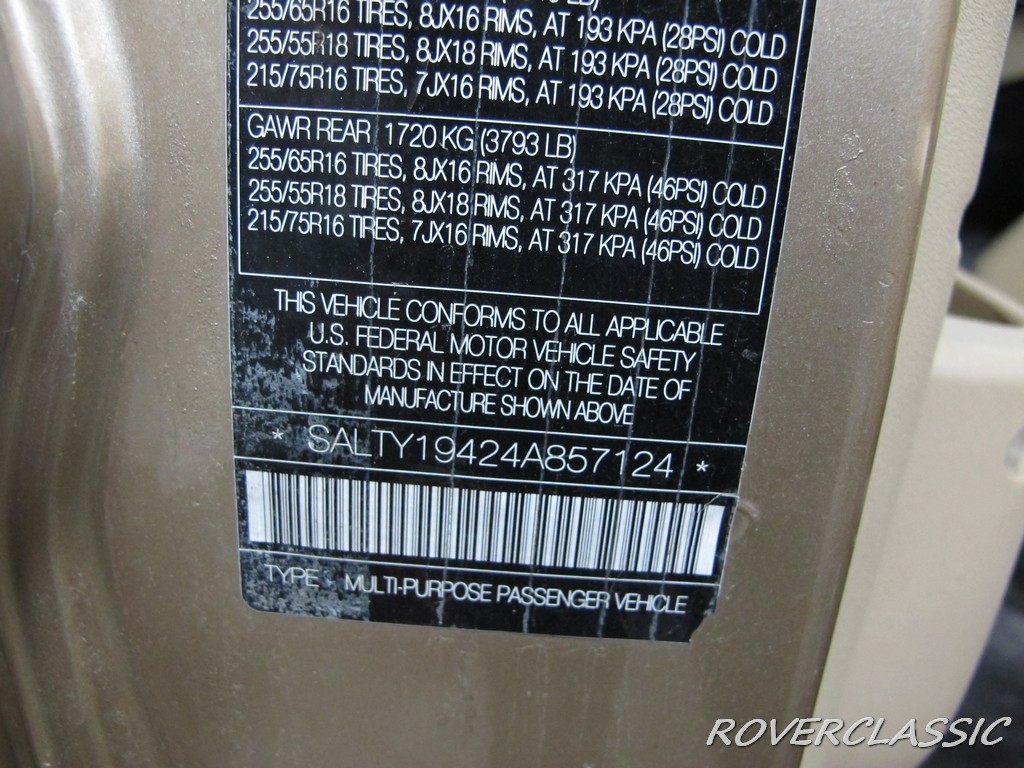 255/65R16 TIRES, 8JX16 RIMS, AT 193 KPA (28PSI) COLD
255/55R18 TIRES, 8JX18 RIMS, AT 193 KPA (28PSI) COLD
215/75R16 TIRES, 7JX16 RIMS, AT 193 KPA (28PSI) COLD
GAWR REAR 1720 KG (3793 LB)
255/65R16 TIRES, 8JX16 RIMS, AT 317 KPA (46PSI) COLD
255/55R18 TIRES, 8JX18 RIMS, AT 317 KPA (46PSI) COLD
215/75R16 TIRES, 7JX16 RIMS, AT 317 KPA (46PSI) COLD
THIS VEHICLE CONFORMS TO ALL APPLICABLE
U.S. FEDERAL MOTOR VEHICLE SAFETY
STANDARDS IN EFFECT ON THE DATE OF
MANUFACTURE SHOWN ABOVE
* SALTY19424A857124 *
TYPE MULTI-PURPOSE PASSENGER VEHICLE
ROVERCLASSIC